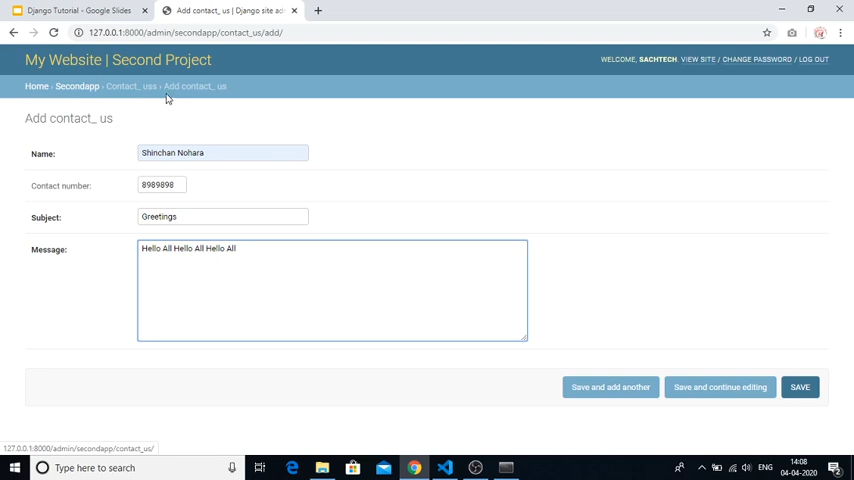 Django Tutorial - Google Slides
Add contact_ us | Django site ad
127.0.0.1:8000/admin/secondapp/contact_us/add/
My Website | Second Project
WELCOME, SACHTECH. VIEW SITE / CHANGE PASSWORD / LOG OUT
Home › Secondapp › Contact_ uss › Add contact_ us
Add contact_ us
Name: Shinchan Nohara
Contact number: 8989898
Subject: Greetings
Message: Hello All Hello All Hello All
Save and add another Save and continue editing SAVE
127.0.0.1:8000/admin/secondapp/contact_us/
Type here to search
ENG
14:08
04-04-2020
2